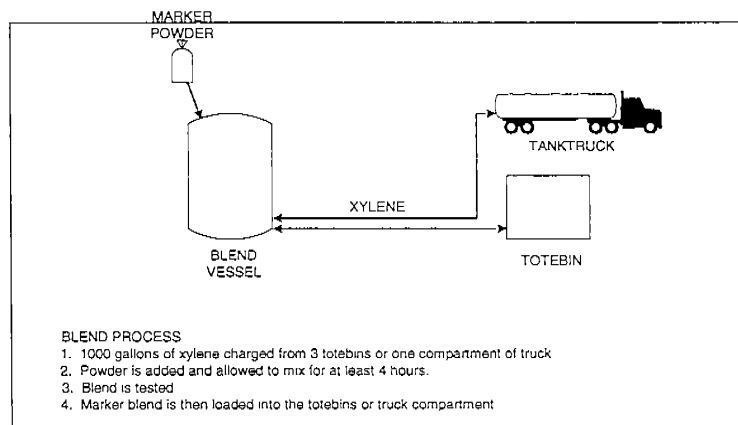 MARKER
POWDER
TANKTRUCK
XYLENE
BLEND
VESSEL
TOTEBIN
BLEND PROCESS
1. 1000 gallons of xylene charged from 3 totebins or one compartment of truck
2. Powder is added and allowed to mix for at least 4 hours.
3. Blend is tested
4. Marker blend is then loaded into the totebins or truck compartment